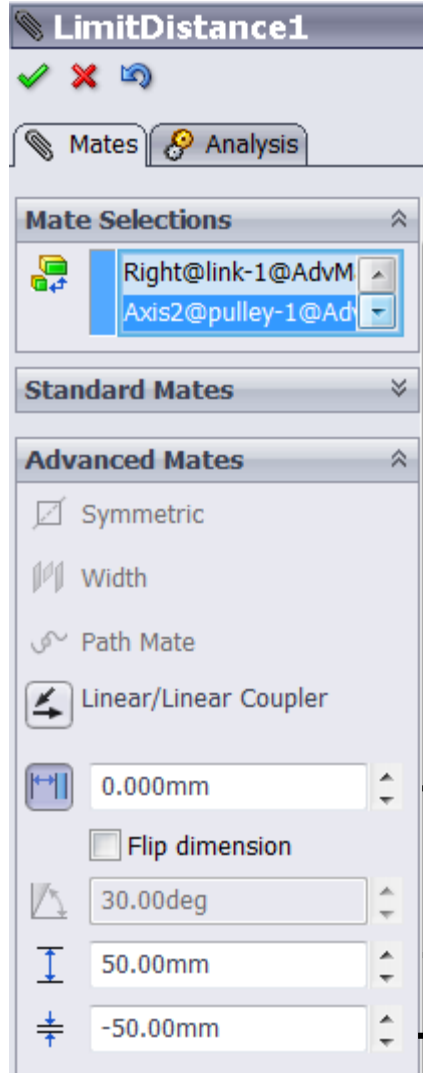 LimitDistance1
Mates Analysis
Mate Selections
Right@link-1@AdvM
Axis2@pulley-1@Adv
Standard Mates
Advanced Mates
Symmetric
Width
Path Mate
Linear/Linear Coupler
0.000mm
Flip dimension
30.00deg
50.00mm
-50.00mm